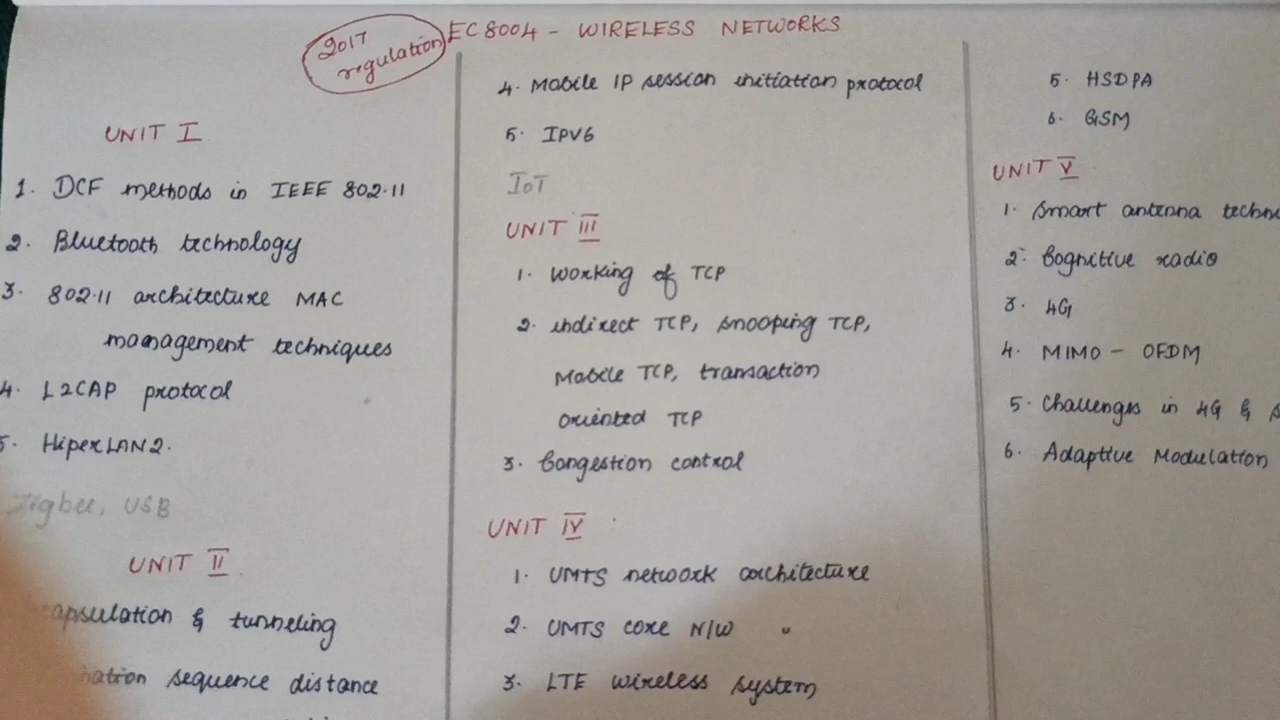 2017 regulation
EC8004 - WIRELESS NETWORKS
UNIT I
1. DCF methods in IEEE 802.11
2. Bluetooth technology
3. 802.11 architecture MAC
management techniques
4. L2CAP protocol
5. HiperLAN2.
Zigbee, USB
UNIT II
& tunneling
sequence distance
4. Mobile IP session initiation protocol
5. IPV6
IoT
UNIT III
1. Working of TCP
2. indirect TCP, snooping TCP,
Mobile TCP, transaction
oriented TCP
3. Congestion control
UNIT IV
1. UMTS network architecture
2. UMTS core N/W "
3. LTE wireless system
5. HSDPA
6. GSM
UNIT V
1. Smart antenna
2. Cognitive radio
3. 4G
4. MIMO - OFDM
5. Challenges in 4G &
6. Adaptive Modulation